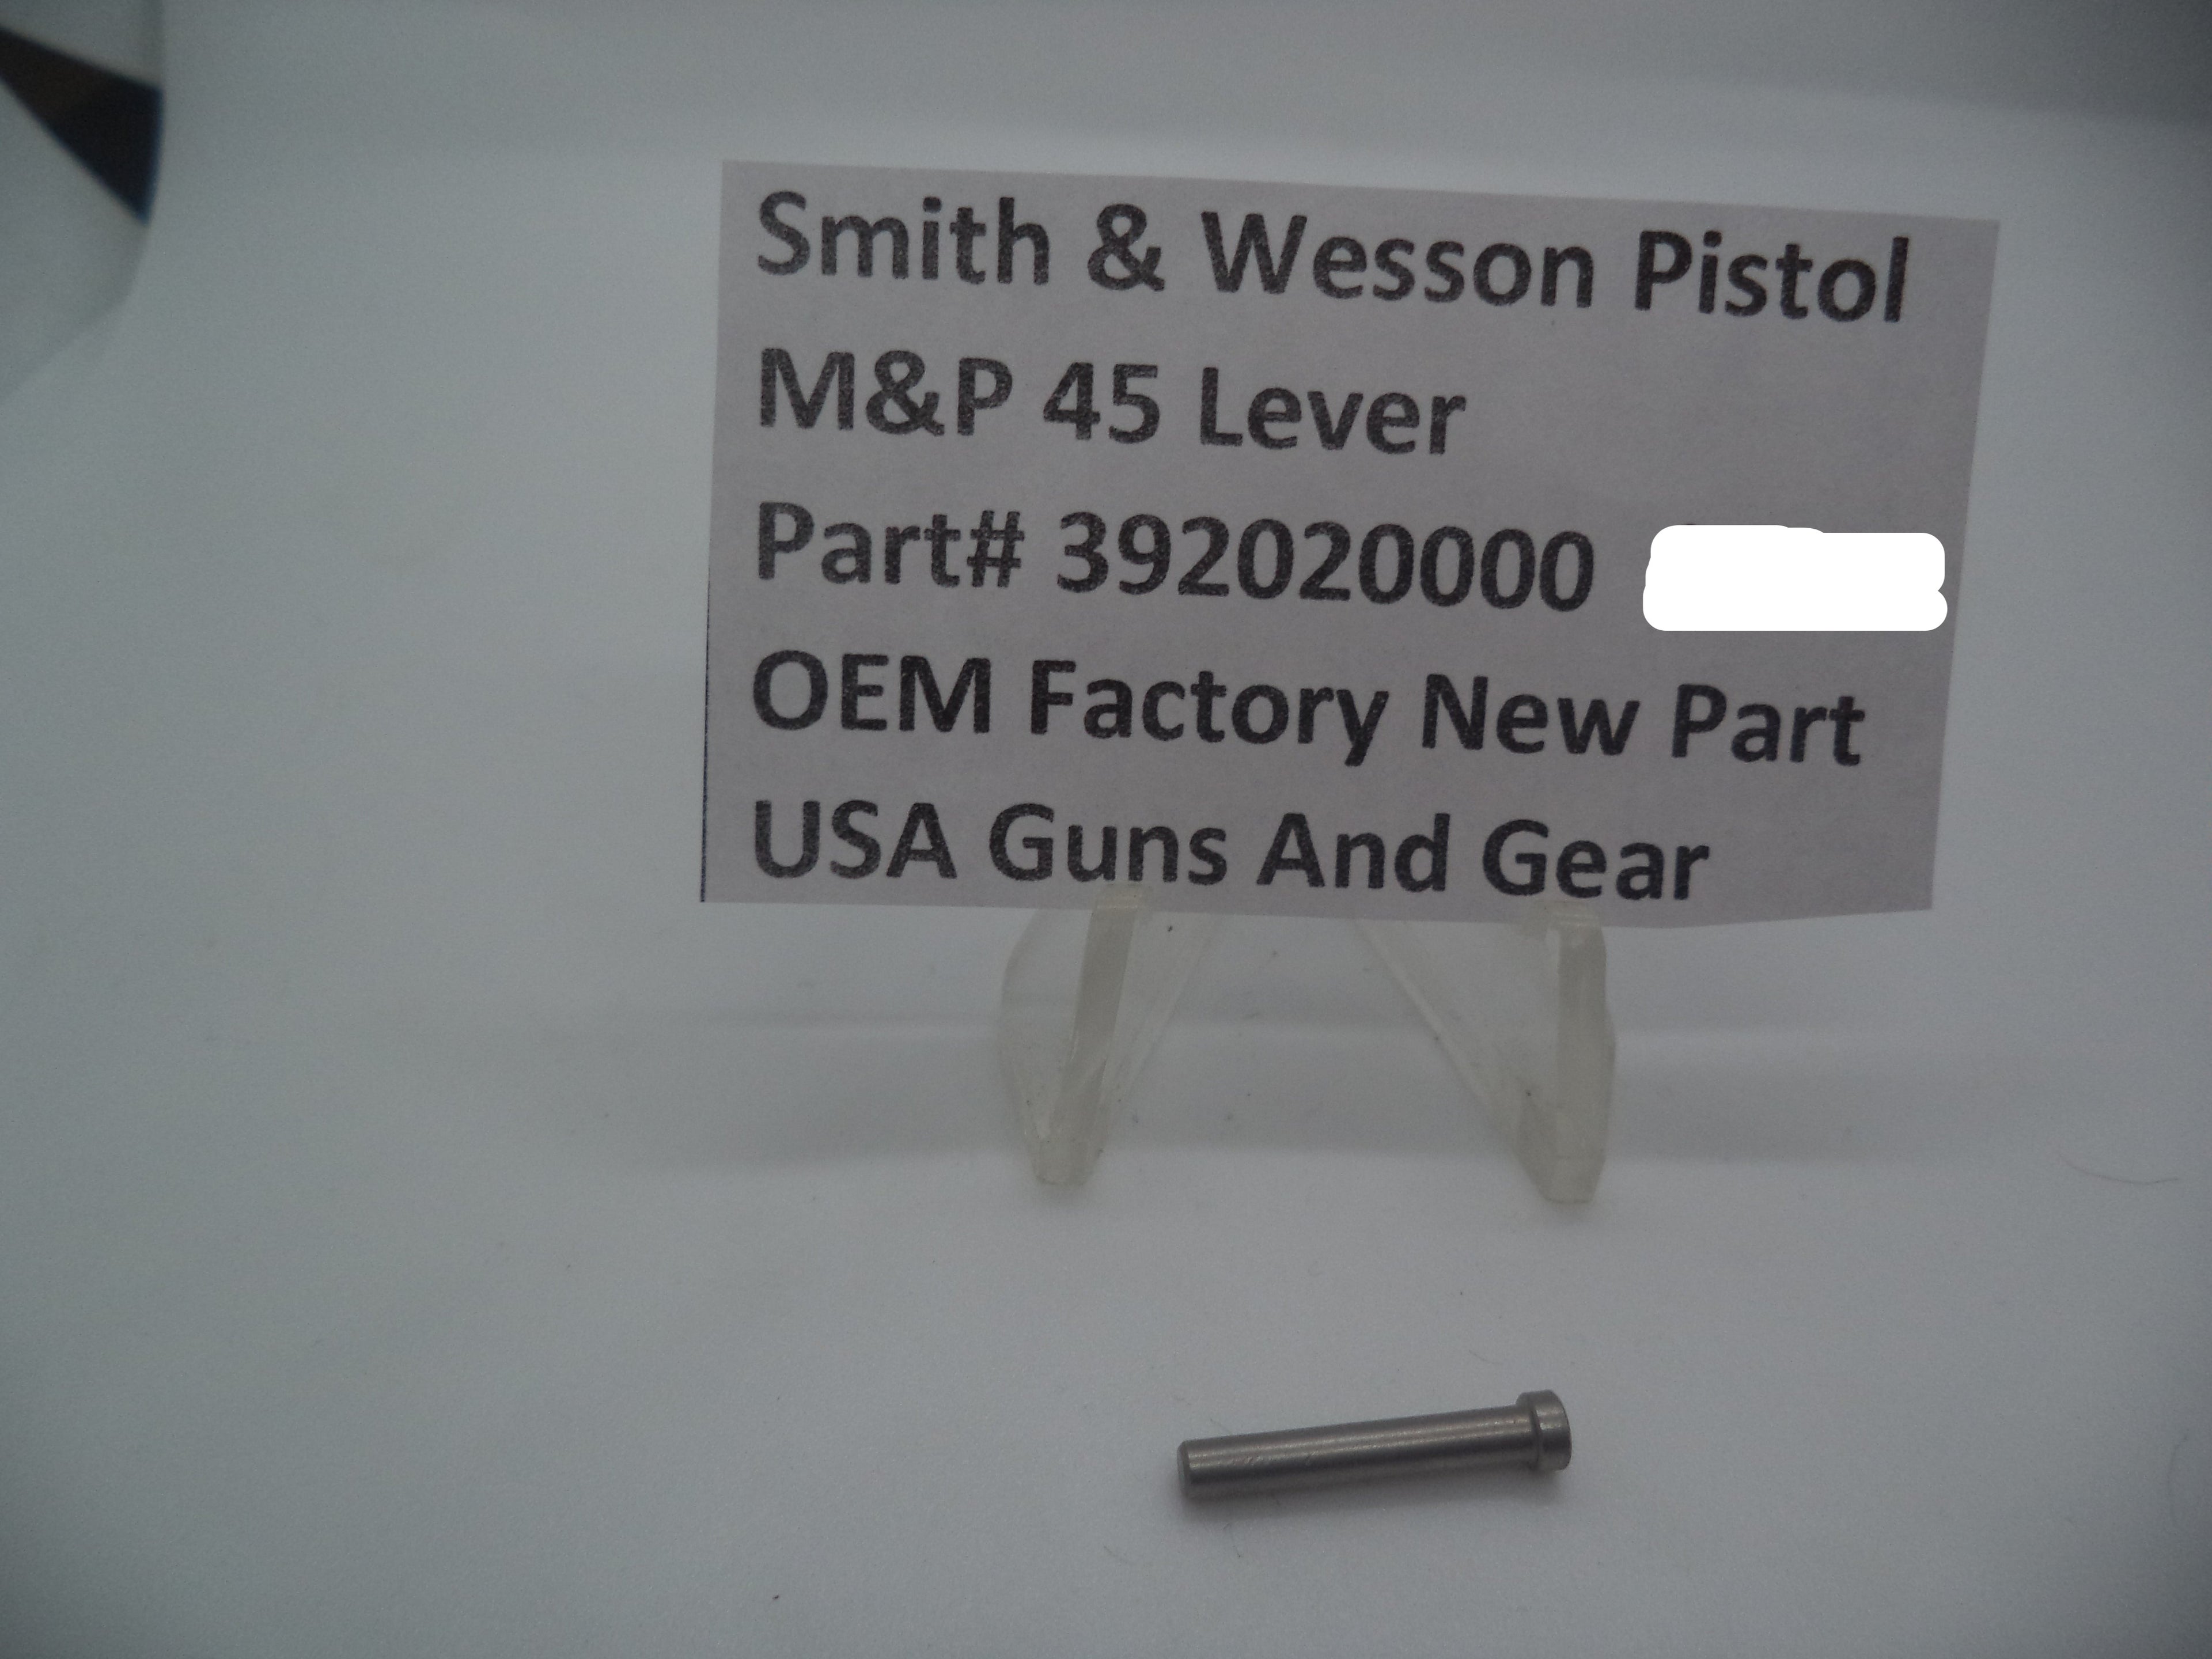 Smith & Wesson Pistol
M&P 45 Lever
Part# 392020000
OEM Factory New Part
USA Guns And Gear